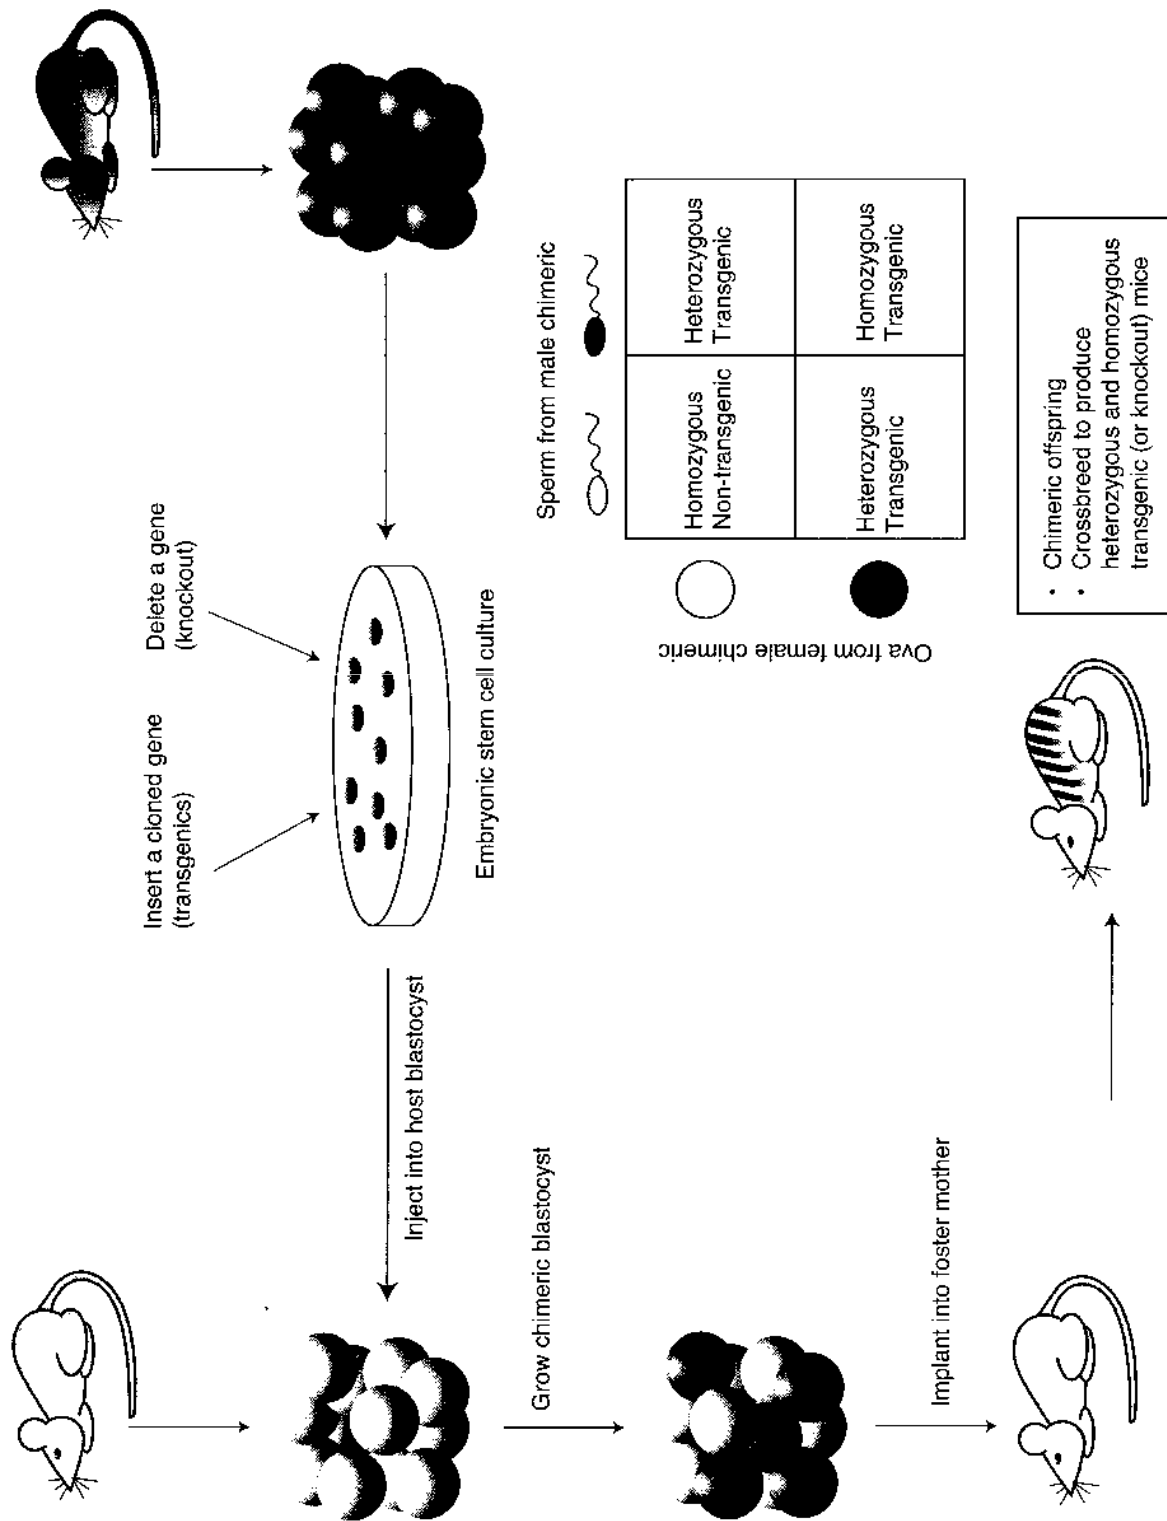 Insert a cloned gene
(transgenics)
Delete a gene
(knockout)
Embryonic stem cell culture
Inject into host blastocyst
Grow chimeric blastocyst
Implant into foster mother
Sperm from male chimeric
Ova from female chimeric
Homozygous
Non-transgenic
Heterozygous
Transgenic
Heterozygous
Transgenic
Homozygous
Transgenic
· Chimeric offspring
· Crossbreed to produce
heterozygous and homozygous
transgenic (or knockout) mice